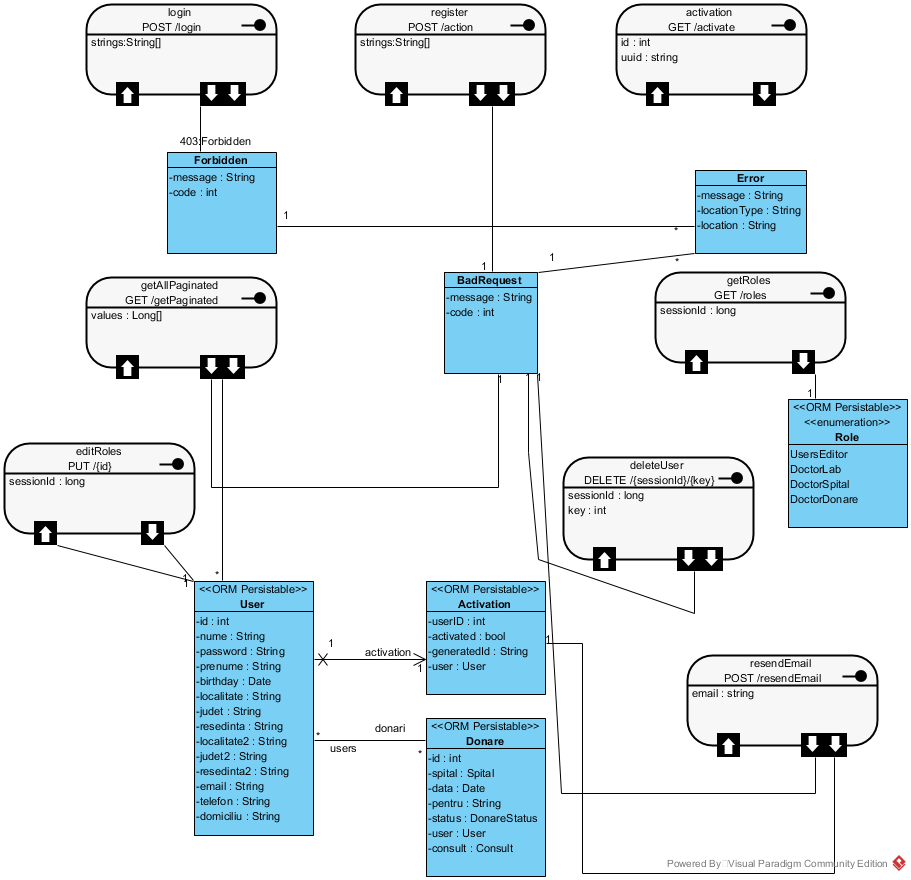 login
POST /login
strings:String[]
register
POST /action
strings:String[]
activation
GET /activate
id : int
uuid : string
403:Forbidden
Forbidden
-message : String
-code : int
Error
-message : String
-locationType : String
-location : String
1
*
1
*
1
BadRequest
-message : String
-code : int
1
1
1
getAllPaginated
GET /getPaginated
values : Long[]
getRoles
GET /roles
sessionId : long
1
<<ORM Persistable>>
<<enumeration>>
Role
UsersEditor
DoctorLab
DoctorSpital
DoctorDonare
editRoles
PUT /{id}
sessionId : long
deleteUser
DELETE /{sessionId}/{key}
sessionId : long
key : int
1
1
*
<<ORM Persistable>>
User
-id : int
-nume : String
-password : String
-prenume : String
-birthday : Date
-localitate : String
-judet : String
-resedinta : String
-localitate2 : String
-judet2 : String
-resedinta2 : String
-email : String
-telefon : String
-domiciliu : String
1
activation
1
<<ORM Persistable>>
Activation
-userID : int
-activated : bool
-generatedId : String
-user : User
1
*
users
donari
*
<<ORM Persistable>>
Donare
-id : int
-spital : Spital
-data : Date
-pentru : String
-status : DonareStatus
-user : User
-consult : Consult
resendEmail
POST /resendEmail
email : string
Powered By Visual Paradigm Community Edition